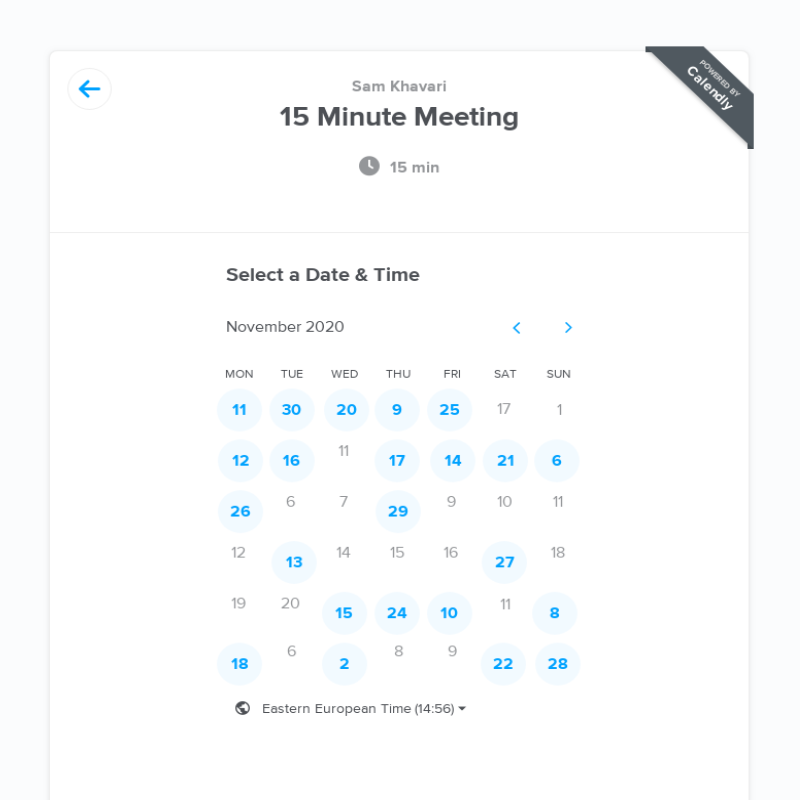 POWERED BY
Calendly
Sam Khavari
15 Minute Meeting
15 min
Select a Date & Time
November 2020
MON TUE WED THU FRI SAT SUN
11 30 20 9 25 17 1
12 16 11 17 14 21 6
26 6 7 29 9 10 11
12 13 14 15 16 27 18
19 20 15 24 10 11 8
18 6 2 8 9 22 28
Eastern European Time (14:56)